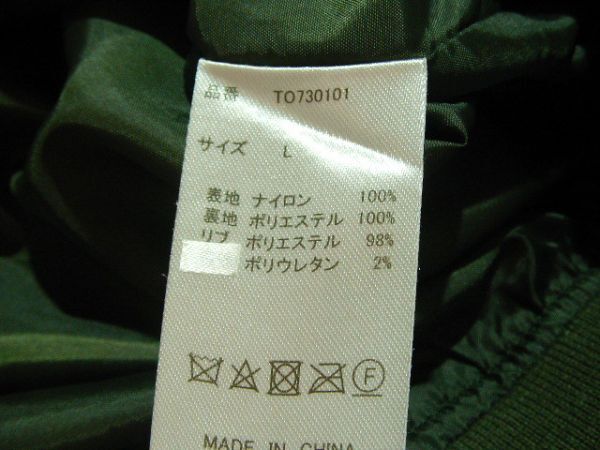 品番 TO730101
サイズ L
表地 ナイロン 100%
裏地 ポリエステル 100%
リブ ポリエステル 98%
ポリウレタン 2%
F
MADE IN CHINA